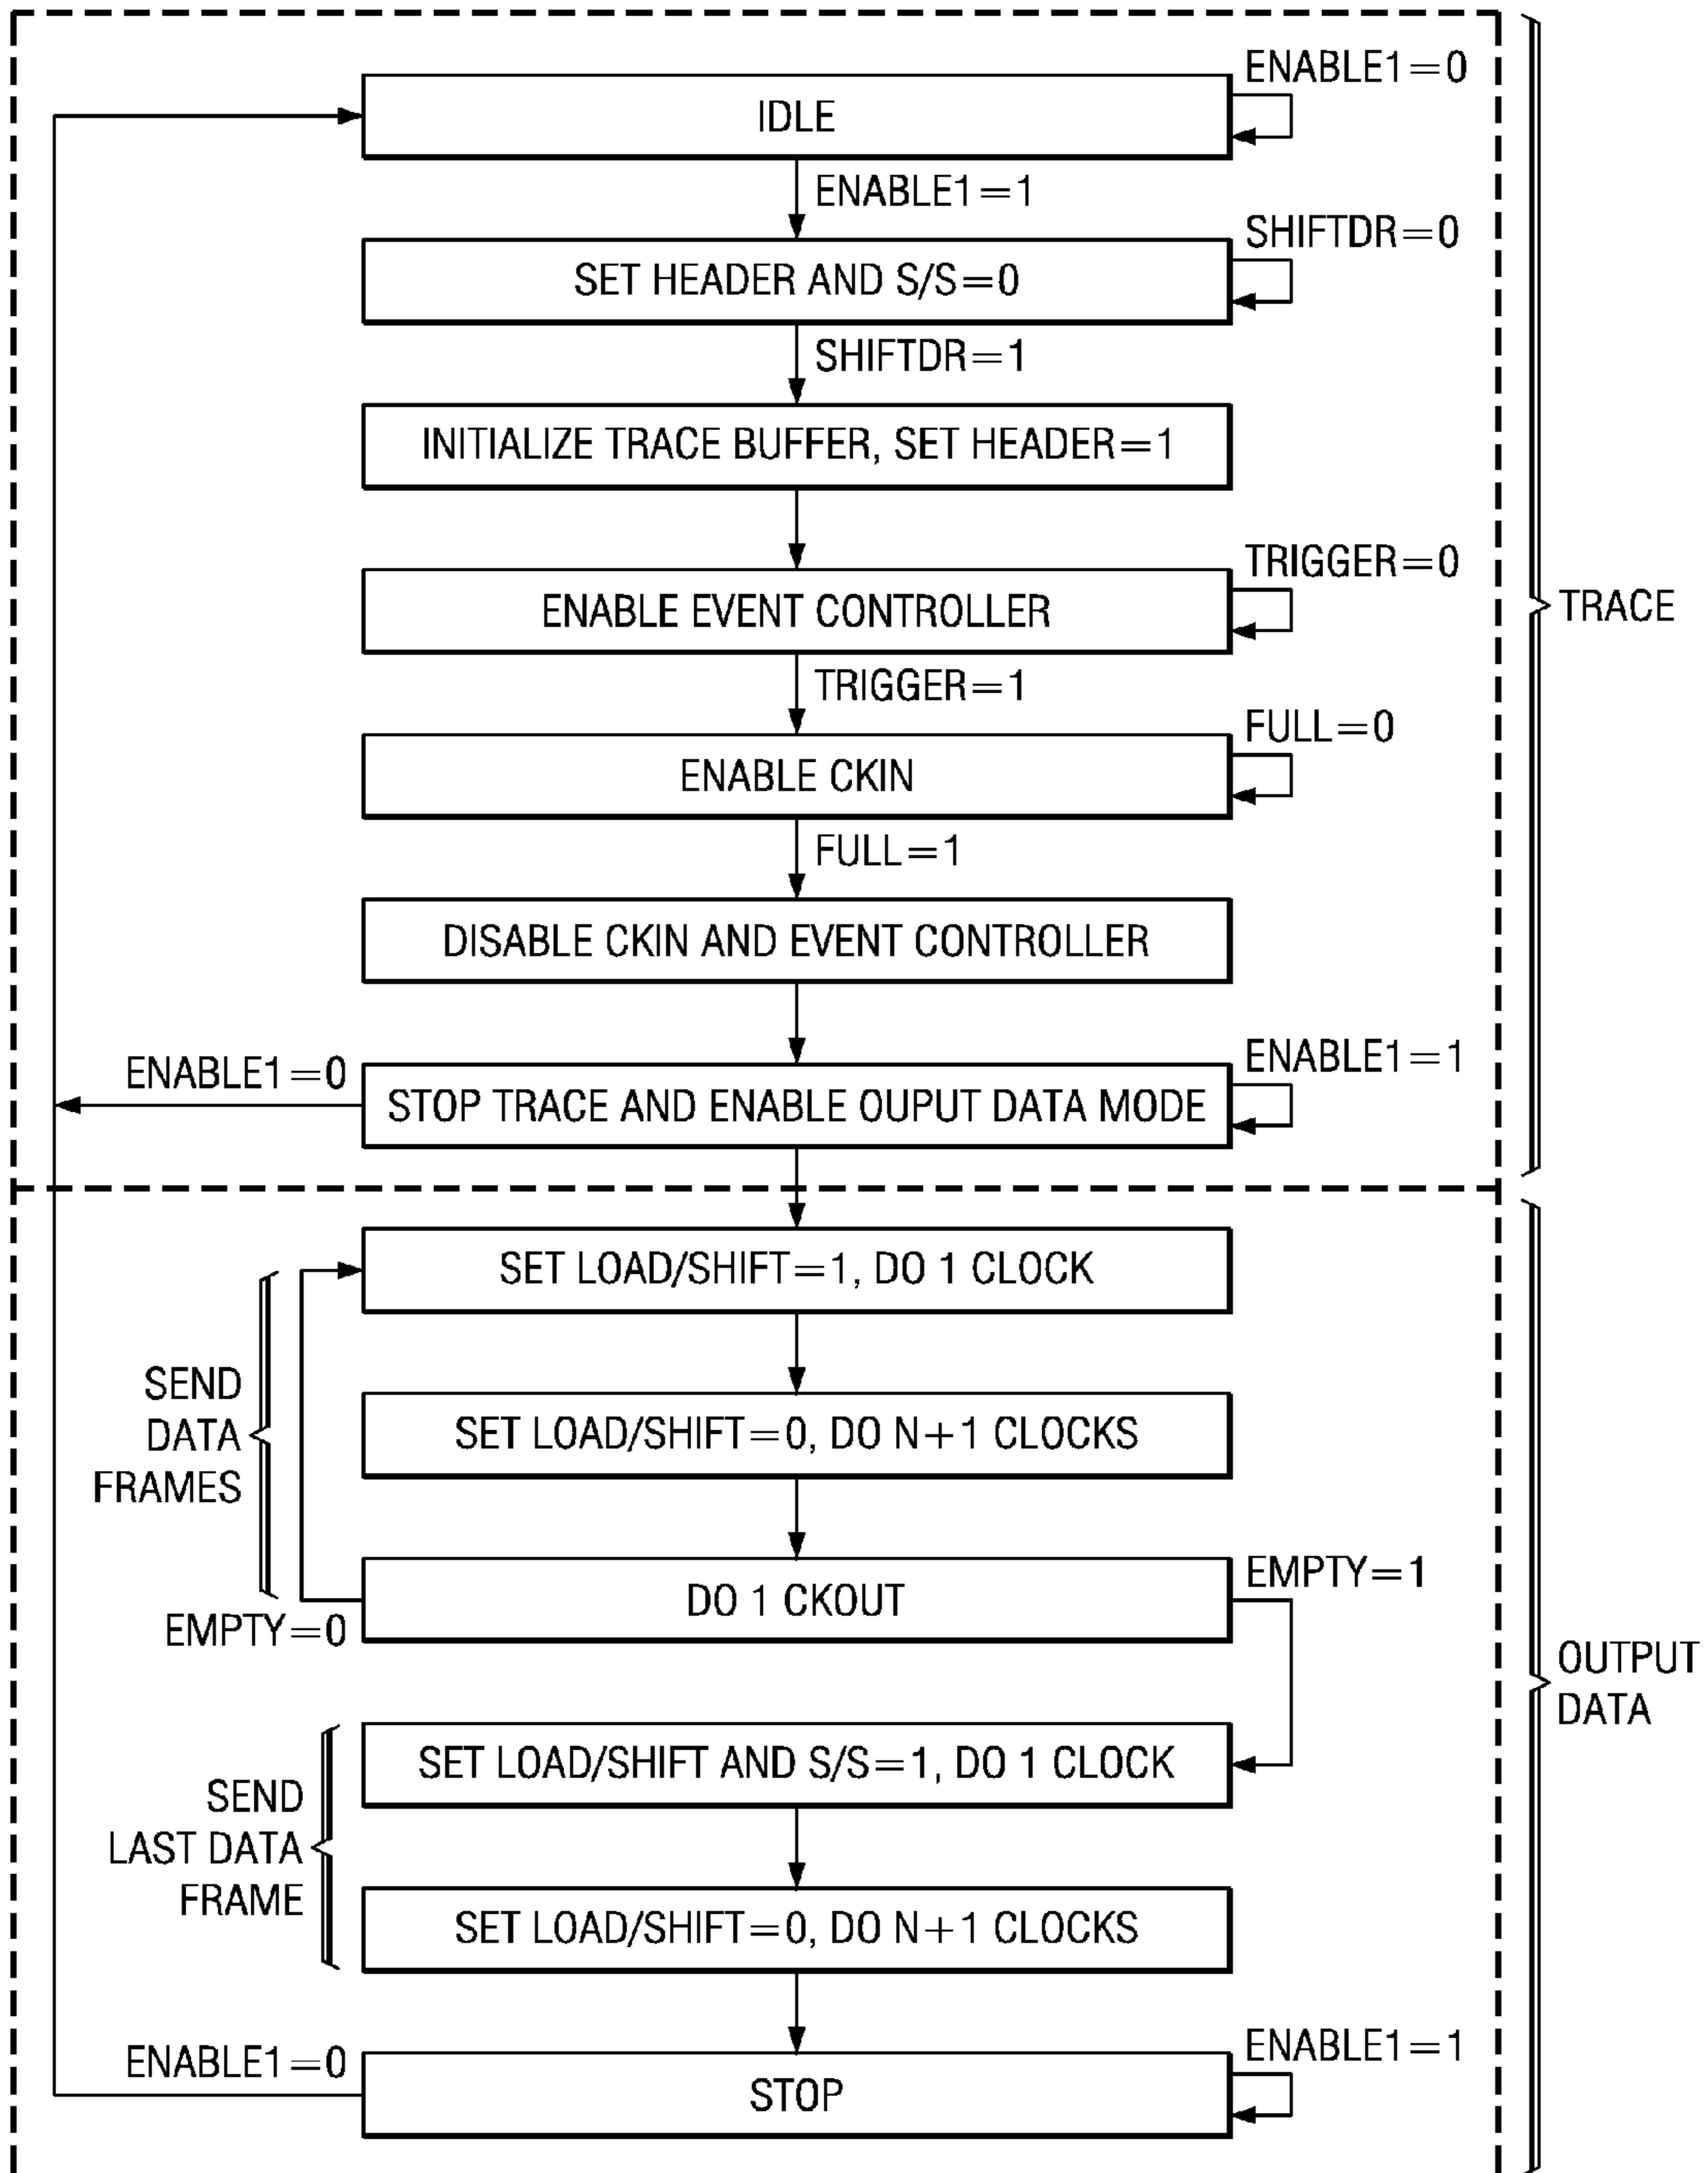 ENABLE1=0
IDLE
ENABLE1=1
SHIFTDR=0
SET HEADER AND S/S=0
SHIFTDR=1
INITIALIZE TRACE BUFFER, SET HEADER=1
TRIGGER=0
ENABLE EVENT CONTROLLER
TRACE
TRIGGER=1
FULL=0
ENABLE CKIN
FULL=1
DISABLE CKIN AND EVENT CONTROLLER
ENABLE1=0
ENABLE1=1
STOP TRACE AND ENABLE OUPUT DATA MODE
SET LOAD/SHIFT=1, DO 1 CLOCK
SEND
DATA
FRAMES
SET LOAD/SHIFT=0, DO N+1 CLOCKS
EMPTY=1
DO 1 CKOUT
EMPTY=0
OUTPUT
DATA
SET LOAD/SHIFT AND S/S=1, DO 1 CLOCK
SEND
LAST DATA
FRAME
SET LOAD/SHIFT=0, DO N+1 CLOCKS
ENABLE1=0
ENABLE1=1
STOP